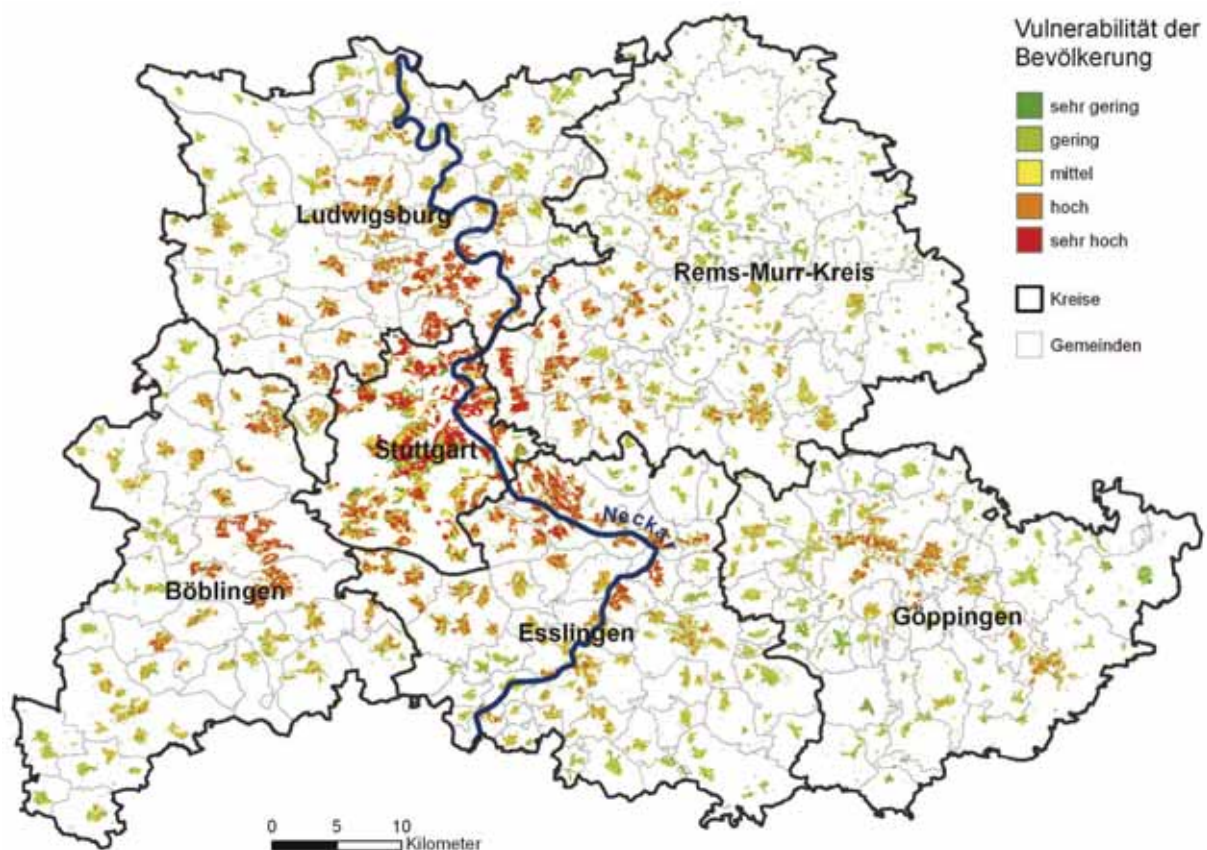 Vulnerabilität der
Bevölkerung
sehr gering
gering
mittel
hoch
sehr hoch
Kreise
Gemeinden
Ludwigsburg
Rems-Murr-Kreis
Stuttgart
Neckar
Böblingen
Esslingen
Göppingen
0 5 10
Kilometer